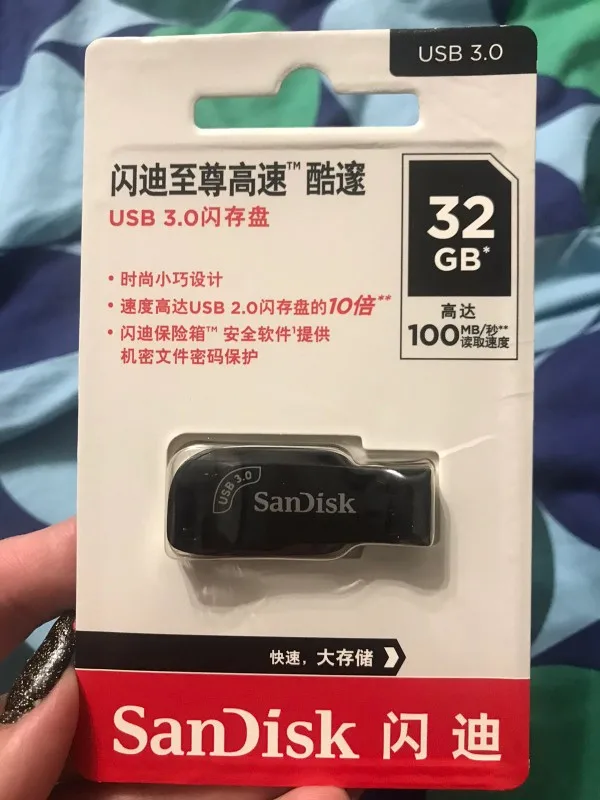 USB 3.0
闪迪至尊高速™ 酷邃
USB 3.0闪存盘
• 时尚小巧设计
• 速度高达USB 2.0闪存盘的10倍**
• 闪迪保险箱™ 安全软件¹提供
机密文件密码保护
32
GB*
高达
100MB/秒**
读取速度
USB 3.0
SanDisk
快速，大存储
SanDisk 闪迪